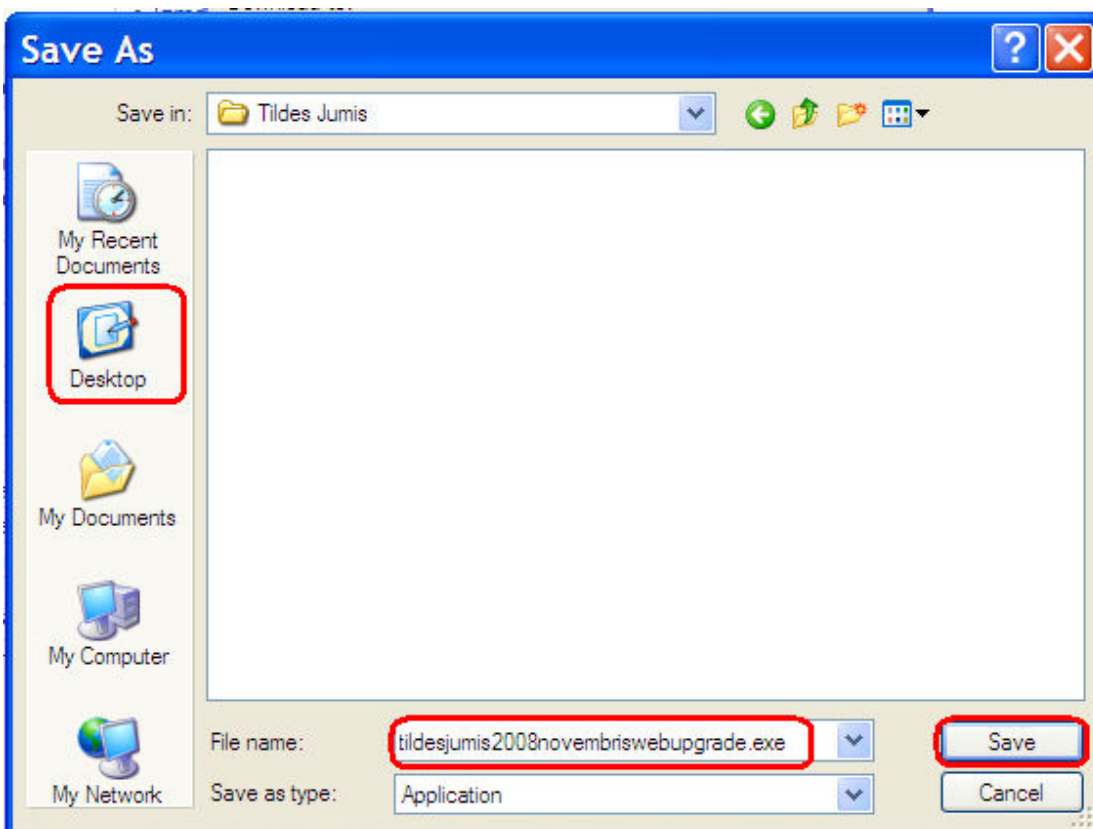 Save As
Save in:
Tildes Jumis
My Recent
Documents
Desktop
My Documents
My Computer
My Network
File name:
tildesjumis2008novembriswebupgrade.exe
Save
Save as type:
Application
Cancel